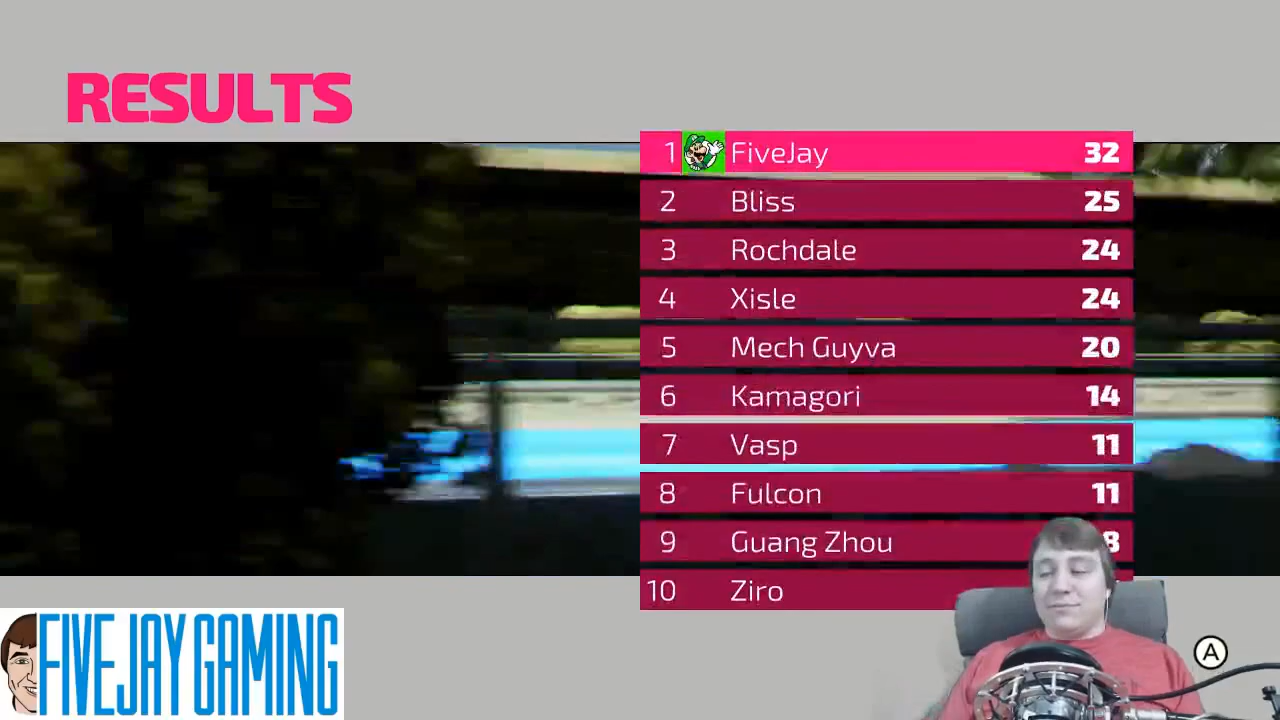 RESULTS
1 FiveJay 32
2 Bliss 25
3 Rochdale 24
4 Xisle 24
5 Mech Guyva 20
6 Kamagori 14
7 Vasp 11
8 Fulcon 11
9 Guang Zhou 8
10 Ziro
FIVEJAY GAMING
A